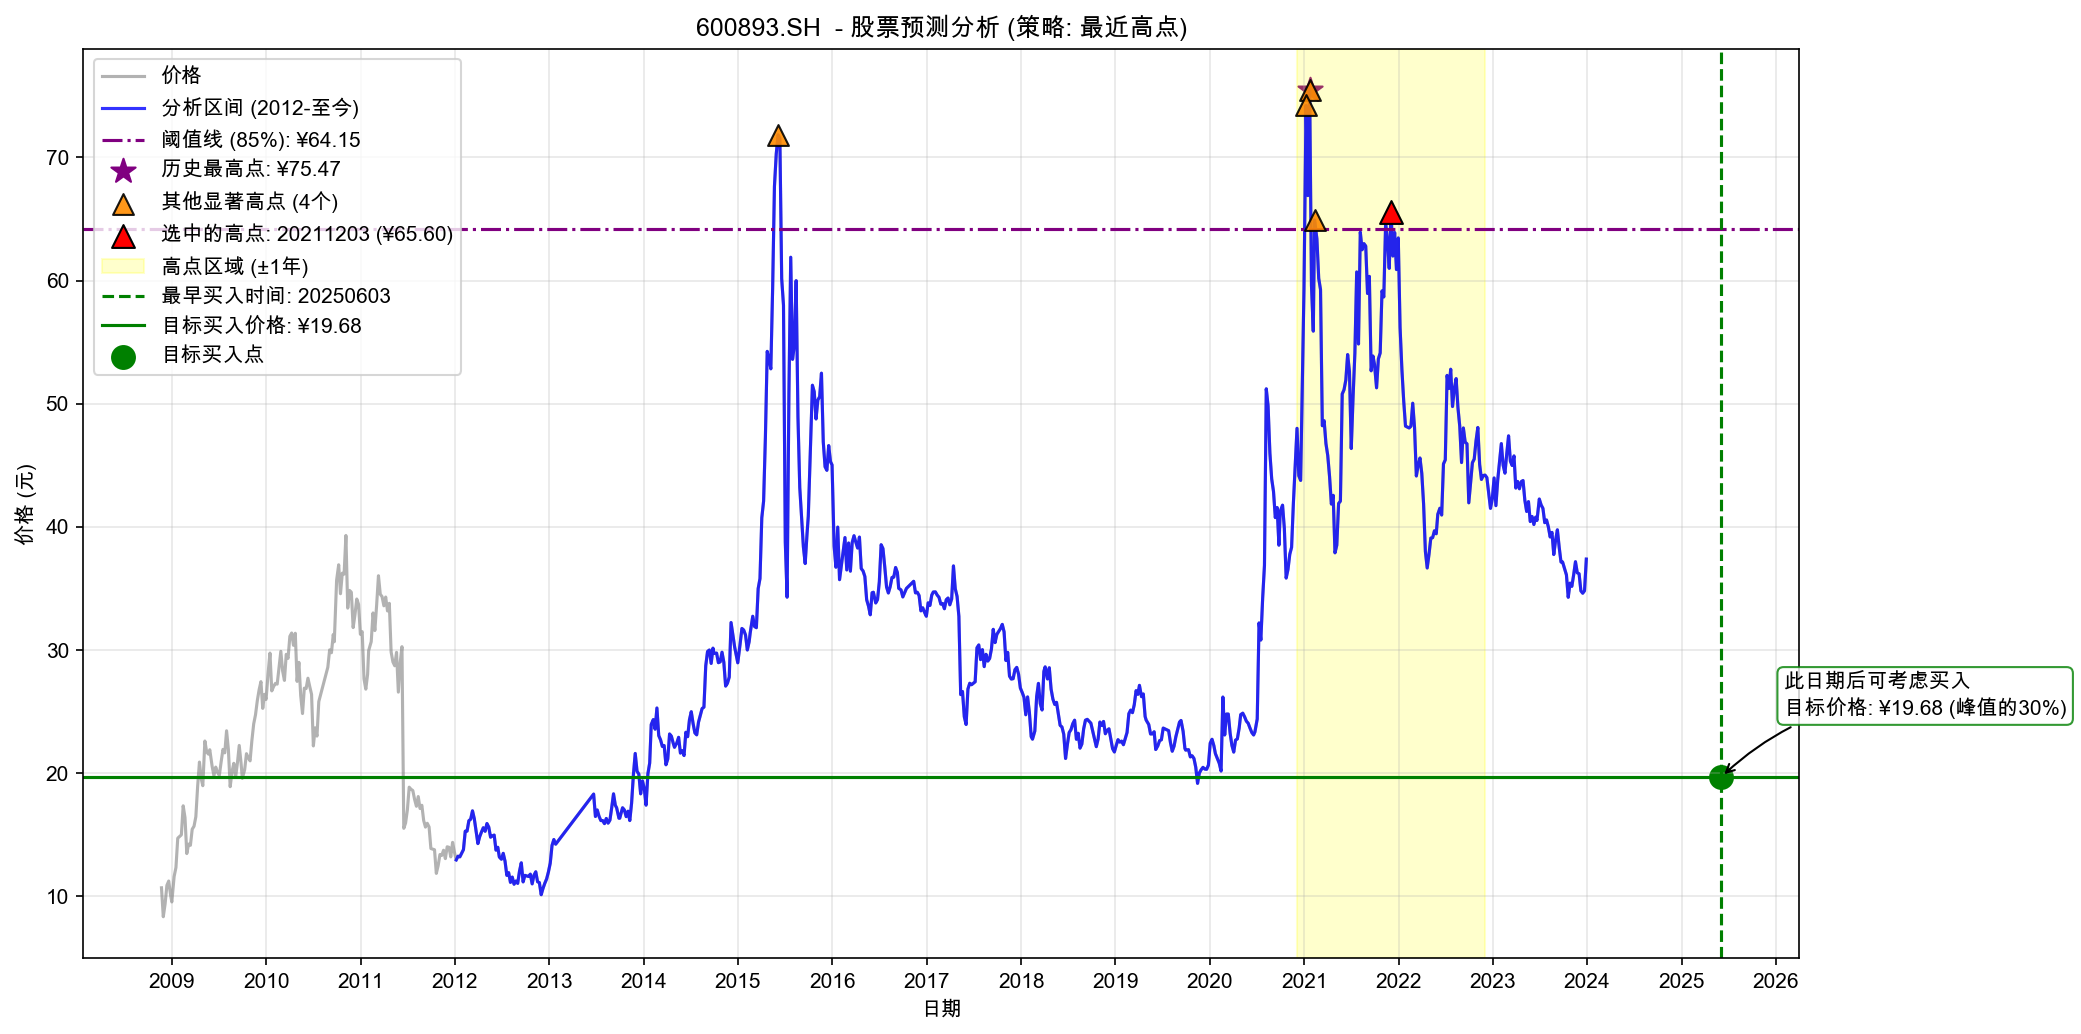 600893.SH - 股票预测分析 (策略: 最近高点)
价格
分析区间 (2012-至今)
阈值线 (85%): ¥64.15
历史最高点: ¥75.47
其他显著高点 (4个)
选中的高点: 20211203 (¥65.60)
高点区域 (±1年)
最早买入时间: 20250603
目标买入价格: ¥19.68
目标买入点
价格 (元)
70
60
50
40
30
20
10
此日期后可考虑买入
目标价格: ¥19.68 (峰值的30%)
2009 2010 2011 2012 2013 2014 2015 2016 2017 2018 2019 2020 2021 2022 2023 2024 2025 2026
日期